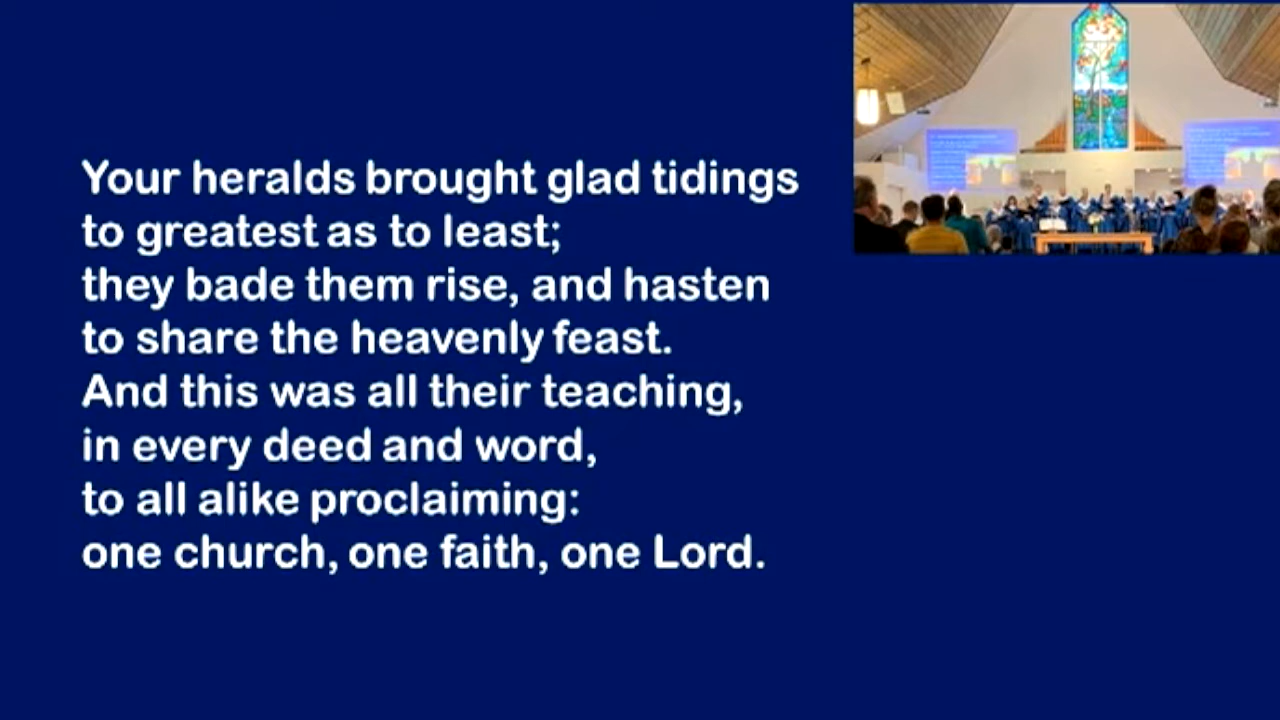 Your heralds brought glad tidings
to greatest as to least;
they bade them rise, and hasten
to share the heavenly feast.
And this was all their teaching,
in every deed and word,
to all alike proclaiming:
one church, one faith, one Lord.